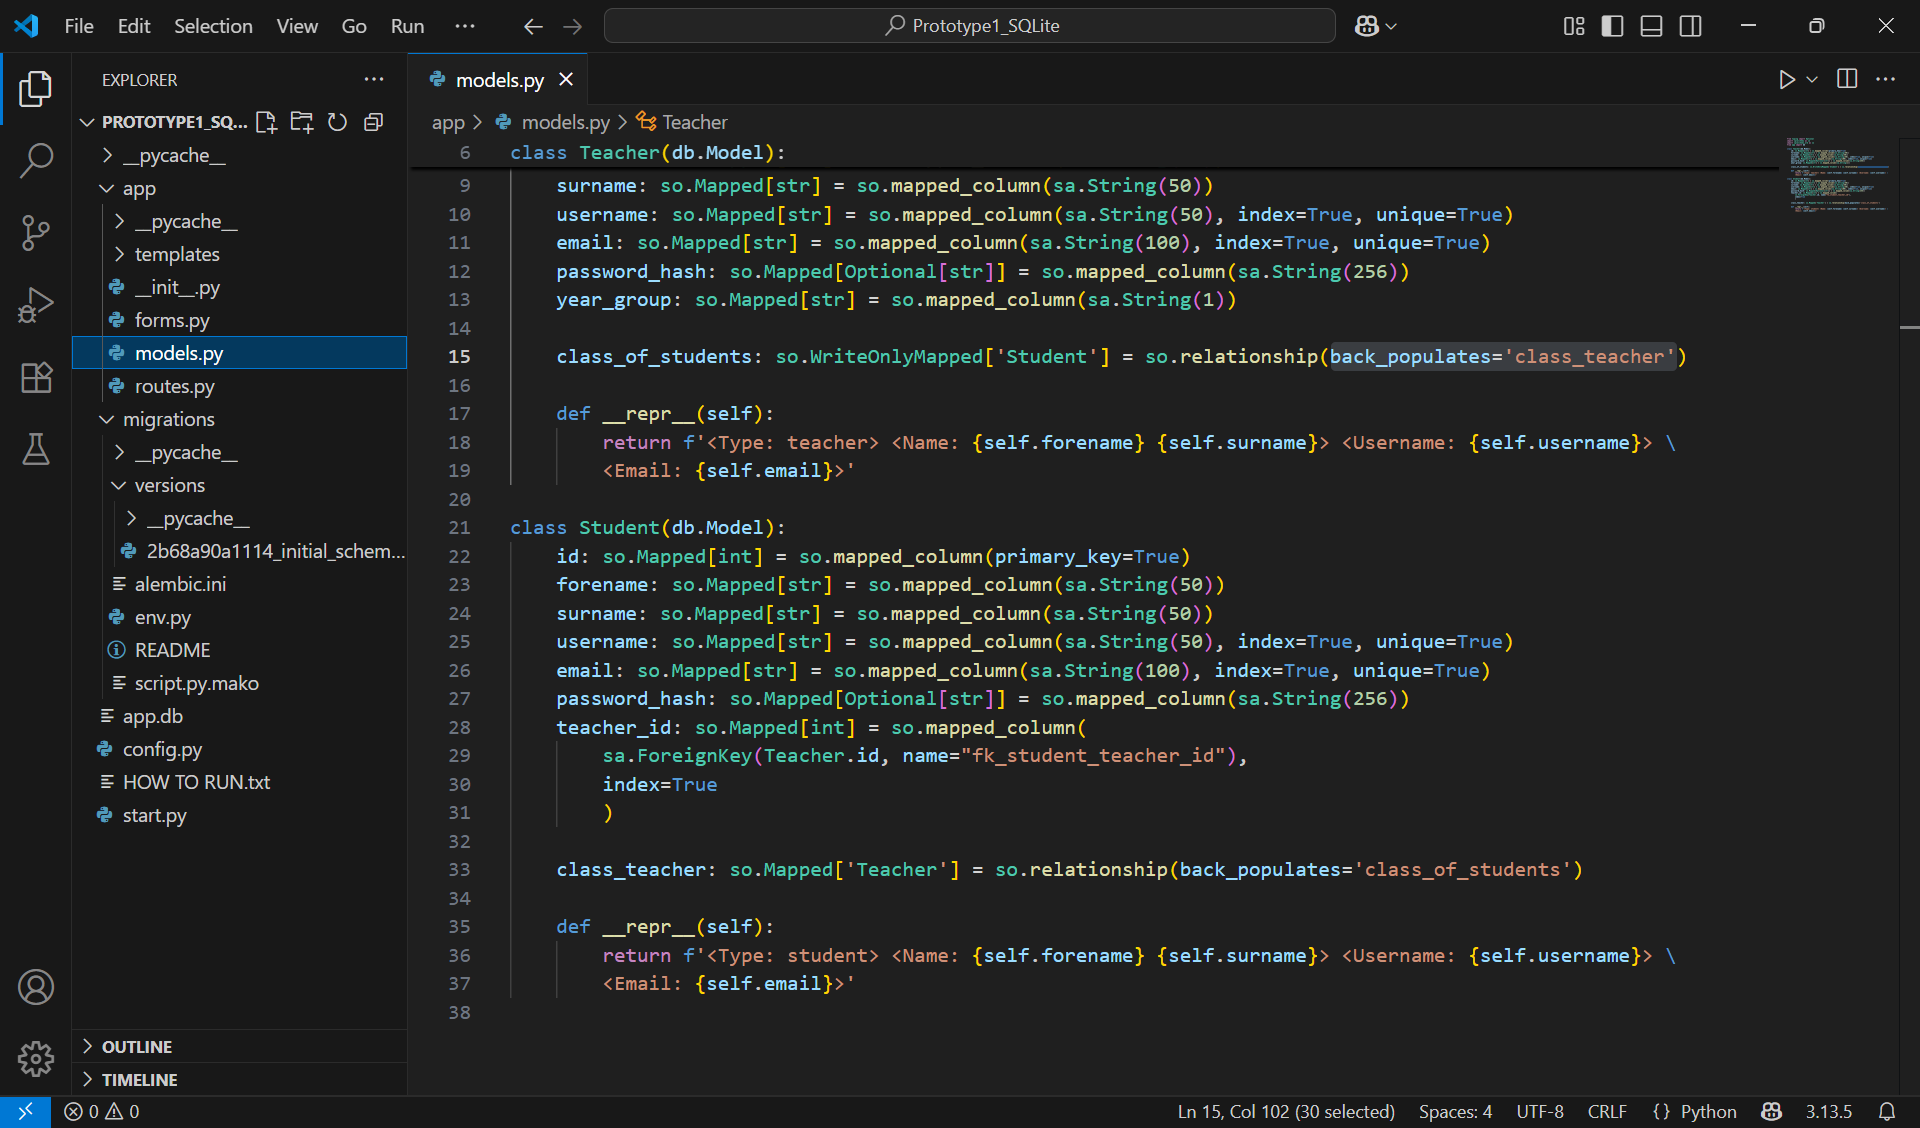 File Edit Selection View Go Run ··· Prototype1_SQLite
EXPLORER ···
PROTOTYPE1_SQ...
__pycache__
app
__pycache__
templates
__init__.py
forms.py
models.py
routes.py
migrations
__pycache__
versions
__pycache__
2b68a90a1114_initial_schem...
alembic.ini
env.py
README
script.py.mako
app.db
config.py
HOW TO RUN.txt
start.py
OUTLINE
TIMELINE
models.py
app > models.py > Teacher
6 class Teacher(db.Model):
9 surname: so.Mapped[str] = so.mapped_column(sa.String(50))
10 username: so.Mapped[str] = so.mapped_column(sa.String(50), index=True, unique=True)
11 email: so.Mapped[str] = so.mapped_column(sa.String(100), index=True, unique=True)
12 password_hash: so.Mapped[Optional[str]] = so.mapped_column(sa.String(256))
13 year_group: so.Mapped[str] = so.mapped_column(sa.String(1))
14
15 class_of_students: so.WriteOnlyMapped['Student'] = so.relationship(back_populates='class_teacher')
16
17 def __repr__(self):
18 return f'<Type: teacher> <Name: {self.forename} {self.surname}> <Username: {self.username}> \
19 <Email: {self.email}>'
20
21 class Student(db.Model):
22 id: so.Mapped[int] = so.mapped_column(primary_key=True)
23 forename: so.Mapped[str] = so.mapped_column(sa.String(50))
24 surname: so.Mapped[str] = so.mapped_column(sa.String(50))
25 username: so.Mapped[str] = so.mapped_column(sa.String(50), index=True, unique=True)
26 email: so.Mapped[str] = so.mapped_column(sa.String(100), index=True, unique=True)
27 password_hash: so.Mapped[Optional[str]] = so.mapped_column(sa.String(256))
28 teacher_id: so.Mapped[int] = so.mapped_column(
29 sa.ForeignKey(Teacher.id, name="fk_student_teacher_id"),
30 index=True
31 )
32
33 class_teacher: so.Mapped['Teacher'] = so.relationship(back_populates='class_of_students')
34
35 def __repr__(self):
36 return f'<Type: student> <Name: {self.forename} {self.surname}> <Username: {self.username}> \
37 <Email: {self.email}>'
38
0 0 Ln 15, Col 102 (30 selected) Spaces: 4 UTF-8 CRLF {} Python 3.13.5